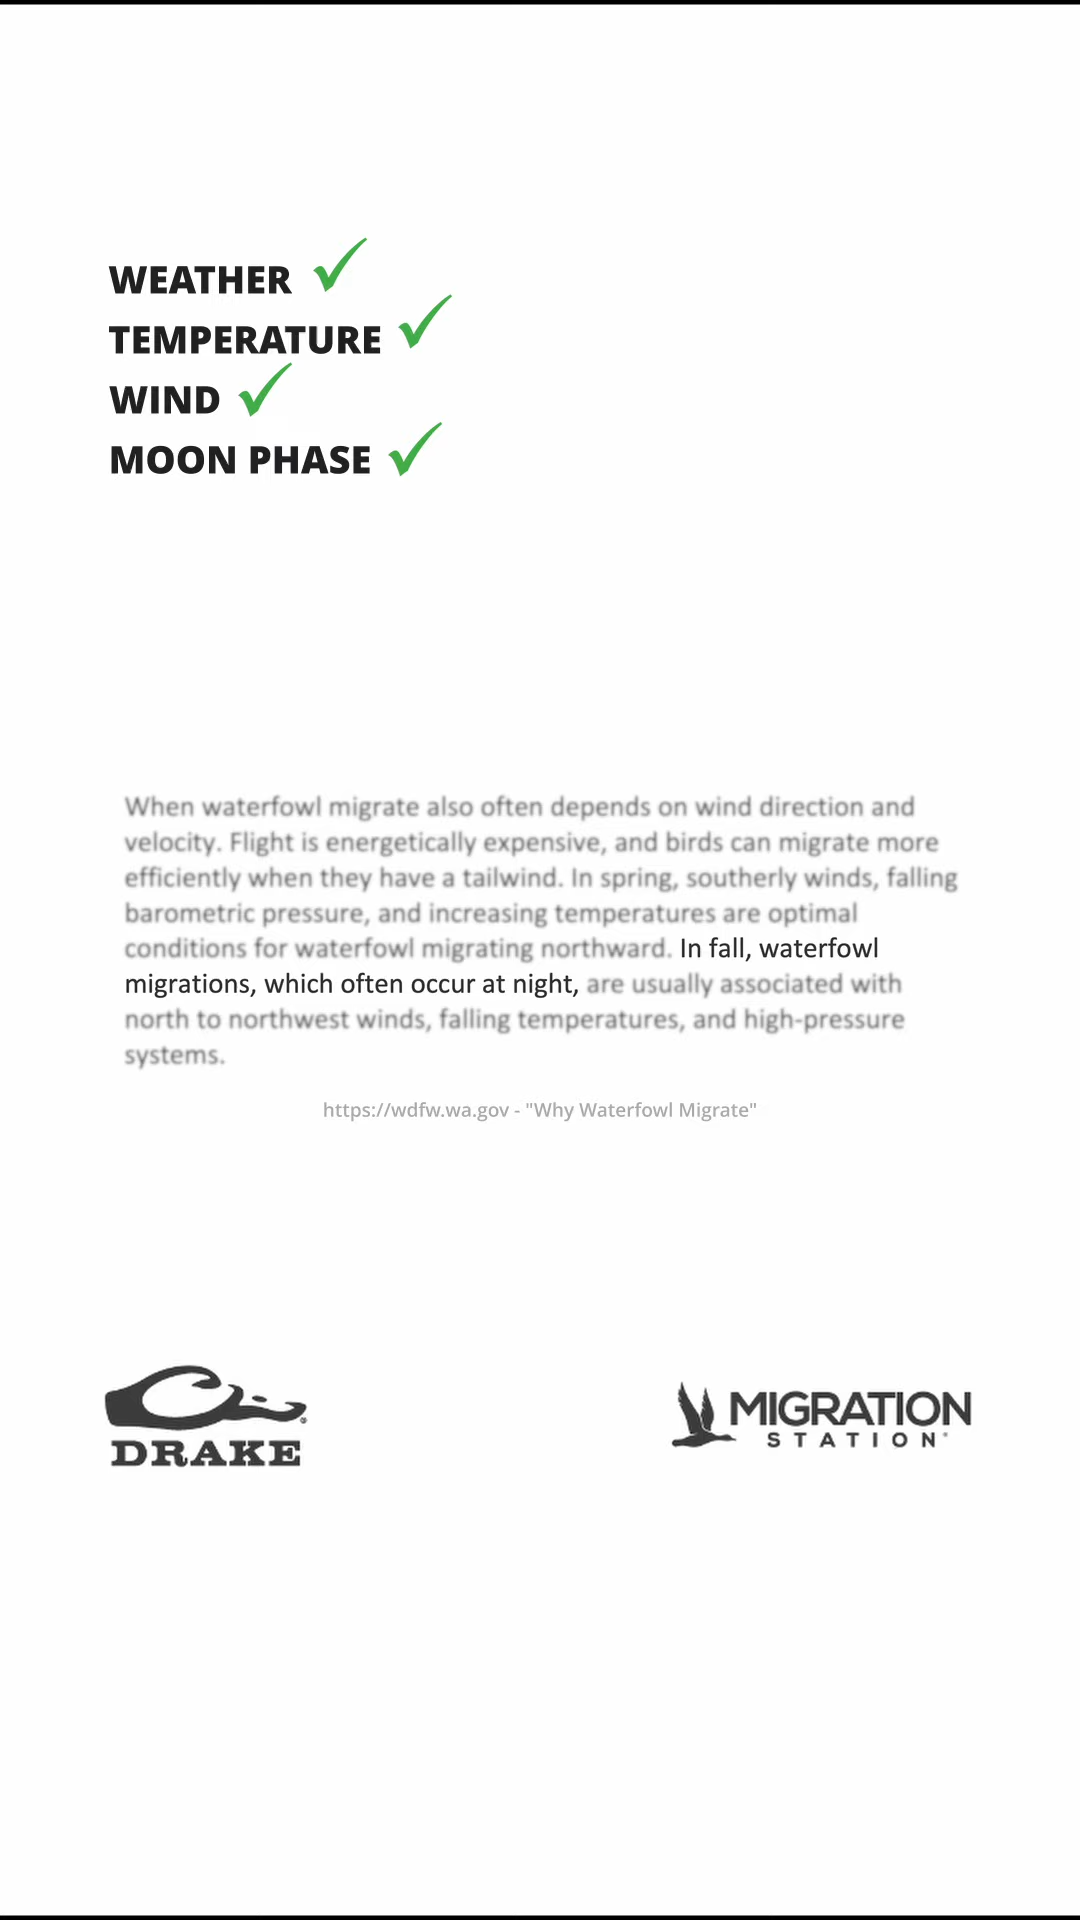 WEATHER
TEMPERATURE
WIND
MOON PHASE
When waterfowl migrate also often depends on wind direction and
velocity. Flight is energetically expensive, and birds can migrate more
efficiently when they have a tailwind. In spring, southerly winds, falling
barometric pressure, and increasing temperatures are optimal
conditions for waterfowl migrating northward. In fall, waterfowl
migrations, which often occur at night, are usually associated with
north to northwest winds, falling temperatures, and high-pressure
systems.
https://wdfw.wa.gov - "Why Waterfowl Migrate"
DRAKE
MIGRATION
STATION